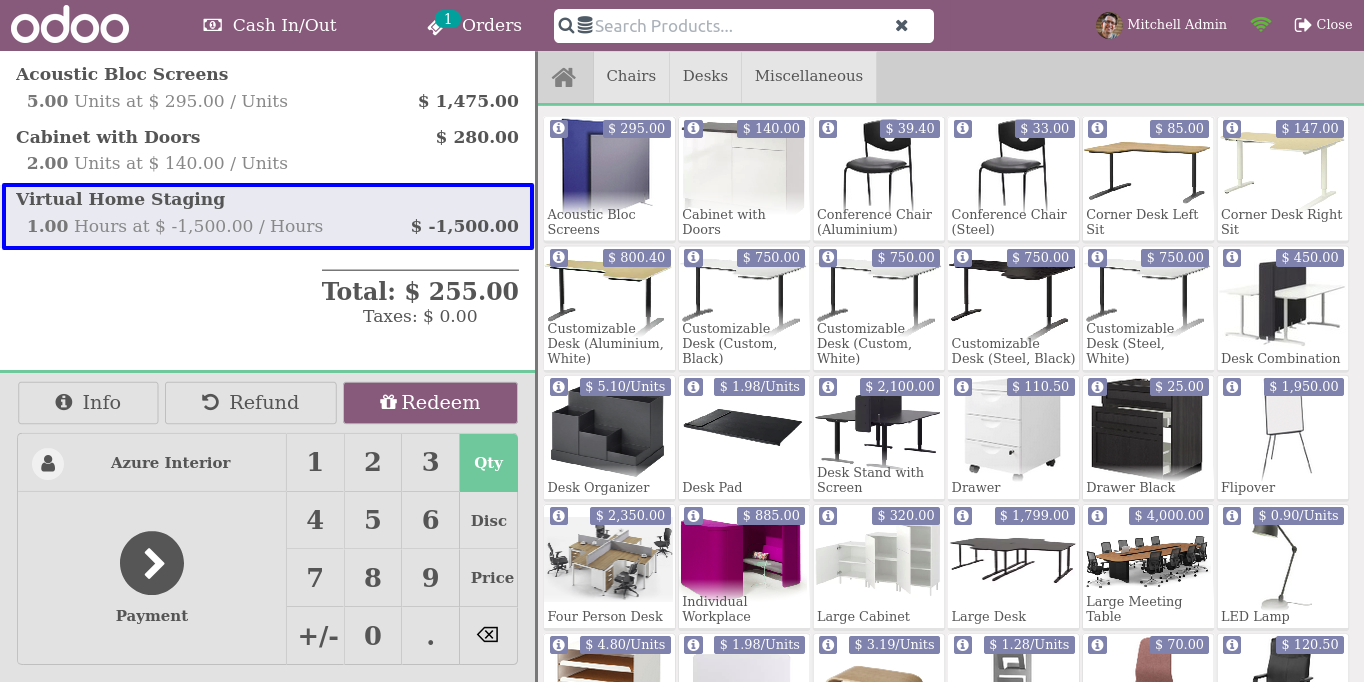 odoo
Cash In/Out
1
Orders
Search Products...
Mitchell Admin
Close
Acoustic Bloc Screens
5.00 Units at $ 295.00 / Units
$ 1,475.00
Cabinet with Doors
$ 280.00
2.00 Units at $ 140.00 / Units
Virtual Home Staging
1.00 Hours at $ -1,500.00 / Hours
$ -1,500.00
Total: $ 255.00
Taxes: $ 0.00
Info
Refund
Redeem
Azure Interior
1 2 3 Qty
4 5 6 Disc
7 8 9 Price
+/- 0 .
Payment
Chairs
Desks
Miscellaneous
$ 295.00
Acoustic Bloc
Screens
$ 140.00
Cabinet with
Doors
$ 39.40
Conference Chair
(Aluminium)
$ 33.00
Conference Chair
(Steel)
$ 85.00
Corner Desk Left
Sit
$ 147.00
Corner Desk Right
Sit
$ 800.40
Customizable
Desk (Aluminium,
White)
$ 750.00
Customizable
Desk (Custom,
Black)
$ 750.00
Customizable
Desk (Custom,
White)
$ 750.00
Customizable
Desk (Steel, Black)
$ 750.00
Customizable
Desk (Steel,
White)
$ 450.00
Desk Combination
$ 5.10/Units
Desk Organizer
$ 1.98/Units
Desk Pad
$ 2,100.00
Desk Stand with
Screen
$ 110.50
Drawer
$ 25.00
Drawer Black
$ 1,950.00
Flipover
$ 2,350.00
Four Person Desk
$ 885.00
Individual
Workplace
$ 320.00
Large Cabinet
$ 1,799.00
Large Desk
$ 4,000.00
Large Meeting
Table
$ 0.90/Units
LED Lamp
$ 4.80/Units
$ 1.98/Units
$ 3.19/Units
$ 1.28/Units
$ 70.00
$ 120.50